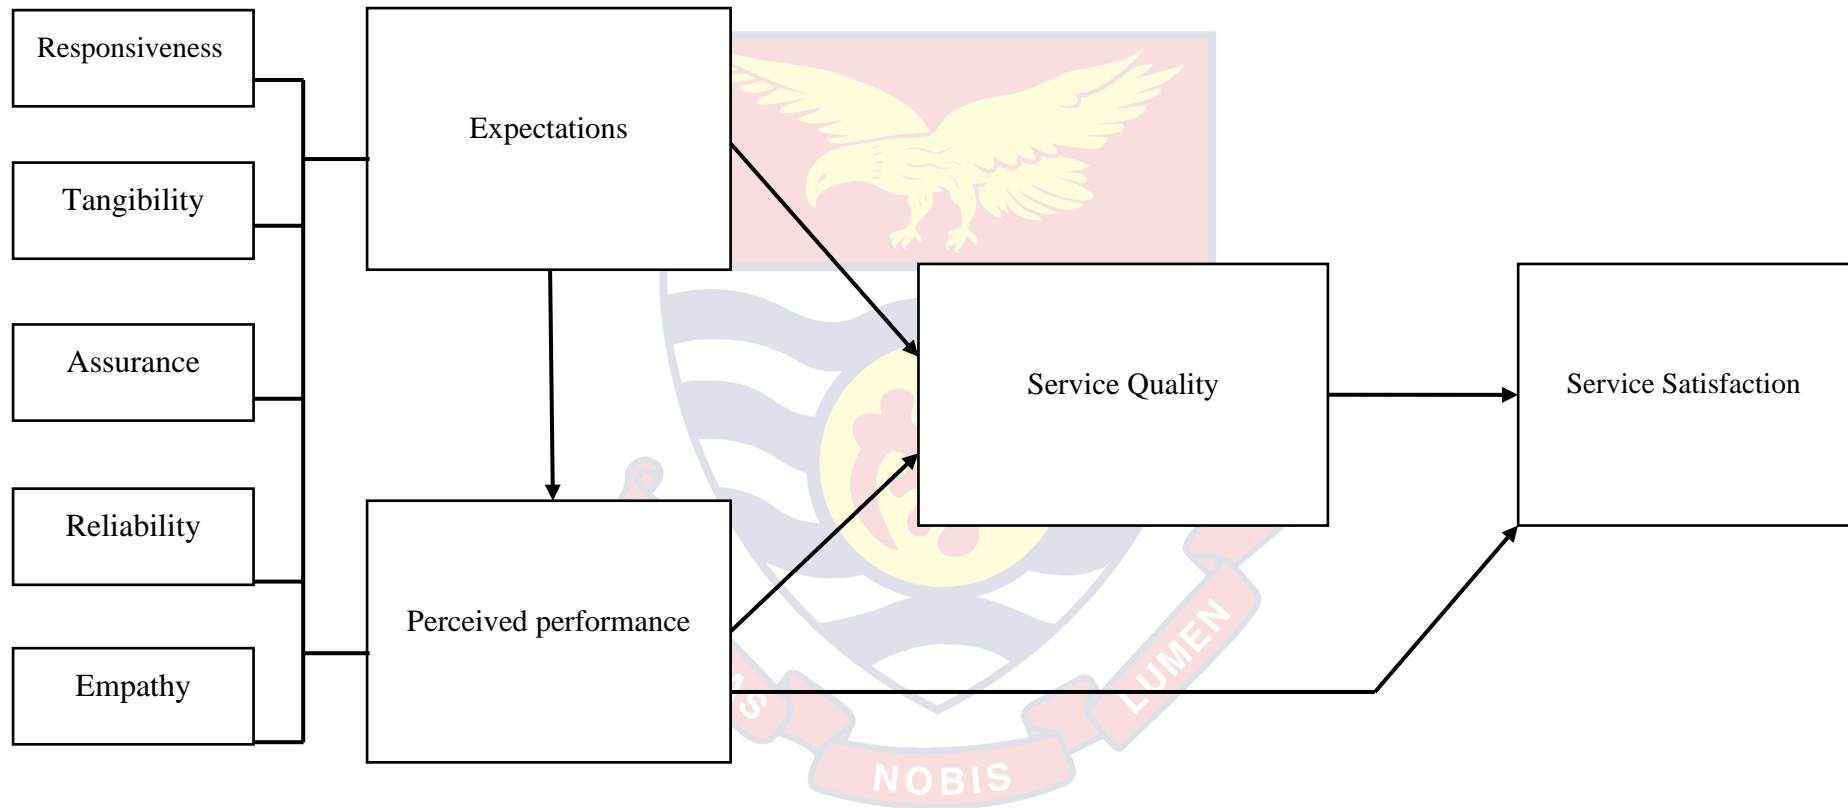 Responsiveness
Tangibility
Assurance
Reliability
Empathy
Expectations
Perceived performance
Service Quality
Service Satisfaction
NOBIS
LUMEN